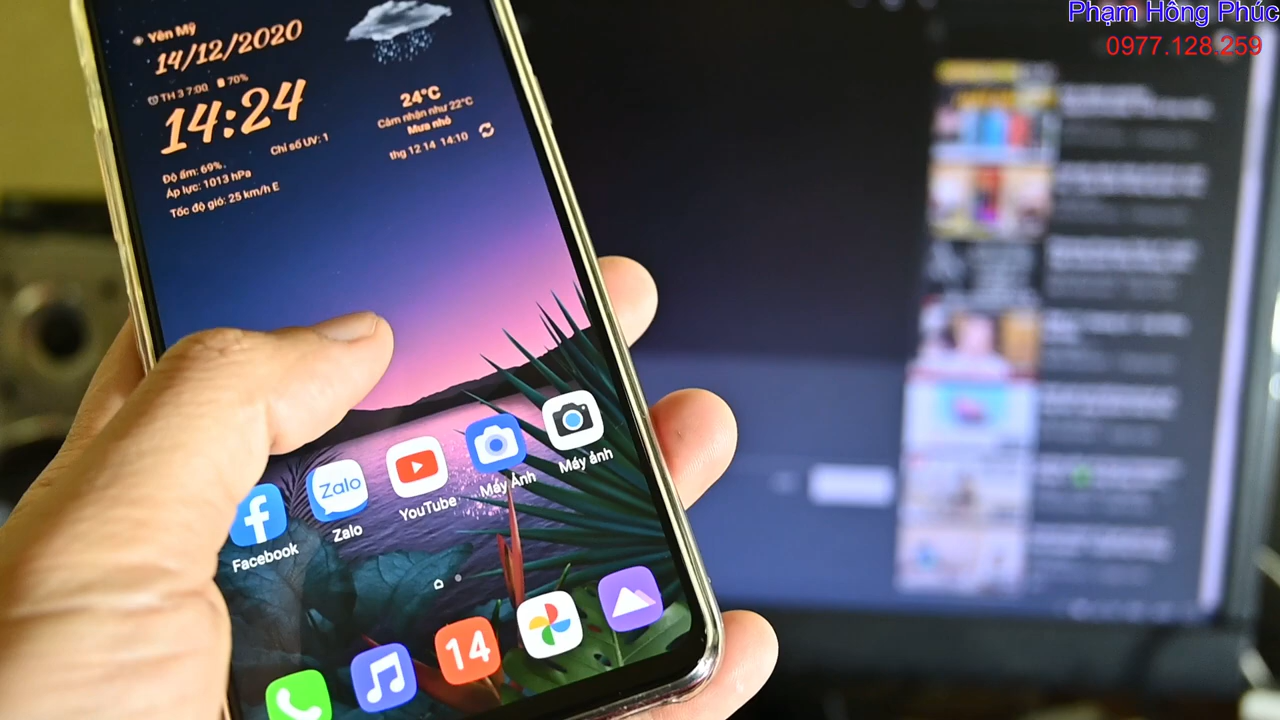 Phạm Hồng Phúc
0977.128.259
Yên Mỹ
14/12/2020
TH 3 7:00 70%
14:24
Chỉ số UV: 1
Độ ẩm: 69%.
Áp lực: 1013 hPa
Tốc độ gió: 25 km/h E
24°C
Cảm nhận như 22°C
Mưa nhỏ
thg 12 14 14:10
Zalo
Facebook
Zalo
YouTube
Máy Ảnh
Máy ảnh
14